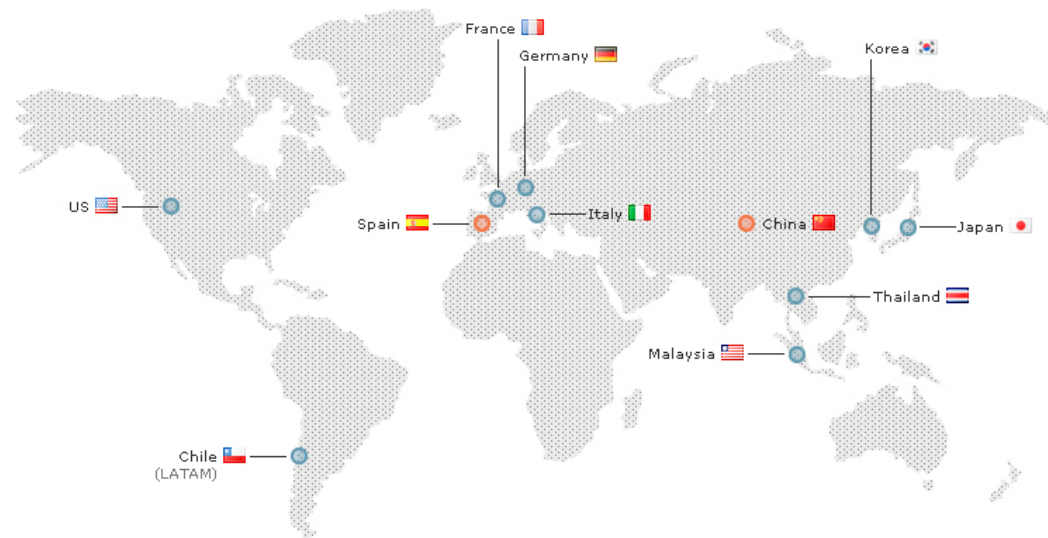 France
Germany
Korea
US
Spain
Italy
China
Japan
Thailand
Malaysia
Chile
(LATAM)